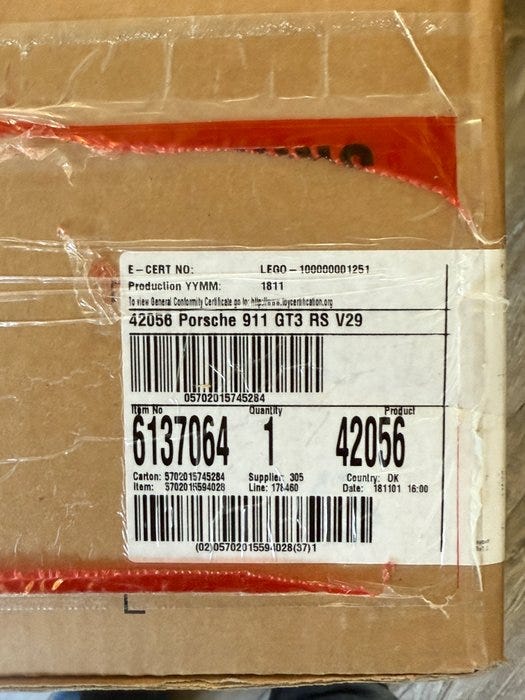 E-CERT NO: LEGO-100000001251
Production YYMM: 1811
To view General Conformity Certificate go to: http://www.toycertification.org
42056 Porsche 911 GT3 RS V29
05702015745284
Item No Quantity Product
6137064 1 42056
Carton: 5702015745284 Supplier: 305 Country: DK
Item: 5702015594028 Line: 178460 Date: 181101 16:00
(02)05702015594028(37)1